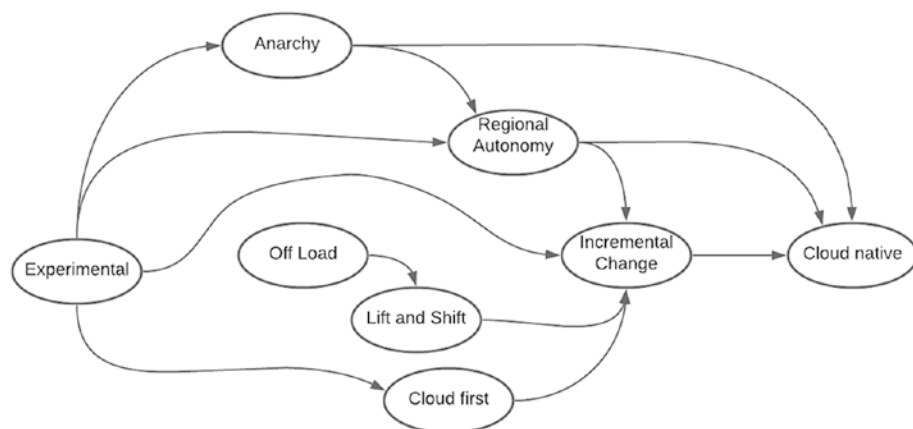 Anarchy
Regional
Autonomy
Experimental
Off Load
Incremental
Change
Cloud native
Lift and Shift
Cloud first